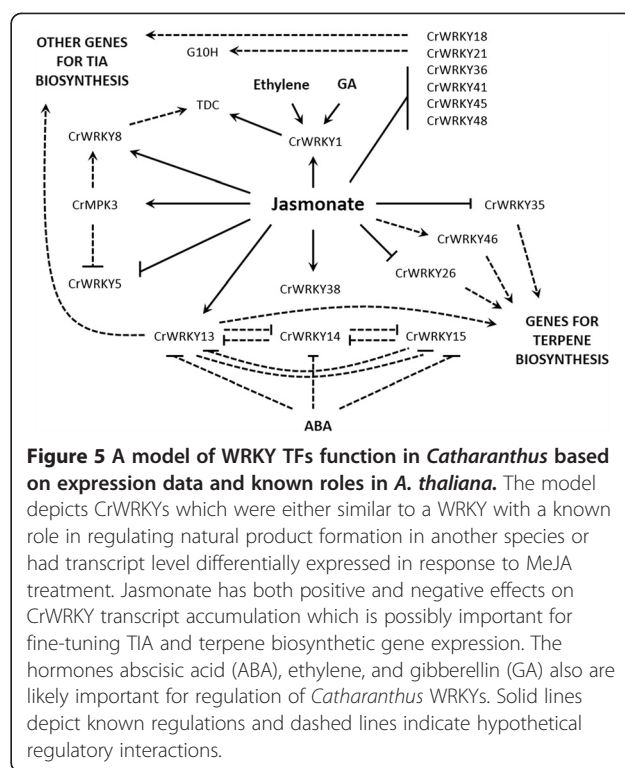 OTHER GENES
FOR TIA
BIOSYNTHESIS
G10H
CrWRKY18
CrWRKY21
CrWRKY36
CrWRKY41
CrWRKY45
CrWRKY48
Ethylene
GA
TDC
CrWRKY8
CrWRKY1
CrMPK3
Jasmonate
CrWRKY35
CrWRKY46
CrWRKY26
CrWRKY5
CrWRKY38
CrWRKY13
CrWRKY14
CrWRKY15
GENES FOR
TERPENE
BIOSYNTHESIS
ABA
Figure 5 A model of WRKY TFs function in Catharanthus based
on expression data and known roles in A. thaliana. The model
depicts CrWRKYs which were either similar to a WRKY with a known
role in regulating natural product formation in another species or
had transcript level differentially expressed in response to MeJA
treatment. Jasmonate has both positive and negative effects on
CrWRKY transcript accumulation which is possibly important for
fine-tuning TIA and terpene biosynthetic gene expression. The
hormones abscisic acid (ABA), ethylene, and gibberellin (GA) also are
likely important for regulation of Catharanthus WRKYs. Solid lines
depict known regulations and dashed lines indicate hypothetical
regulatory interactions.